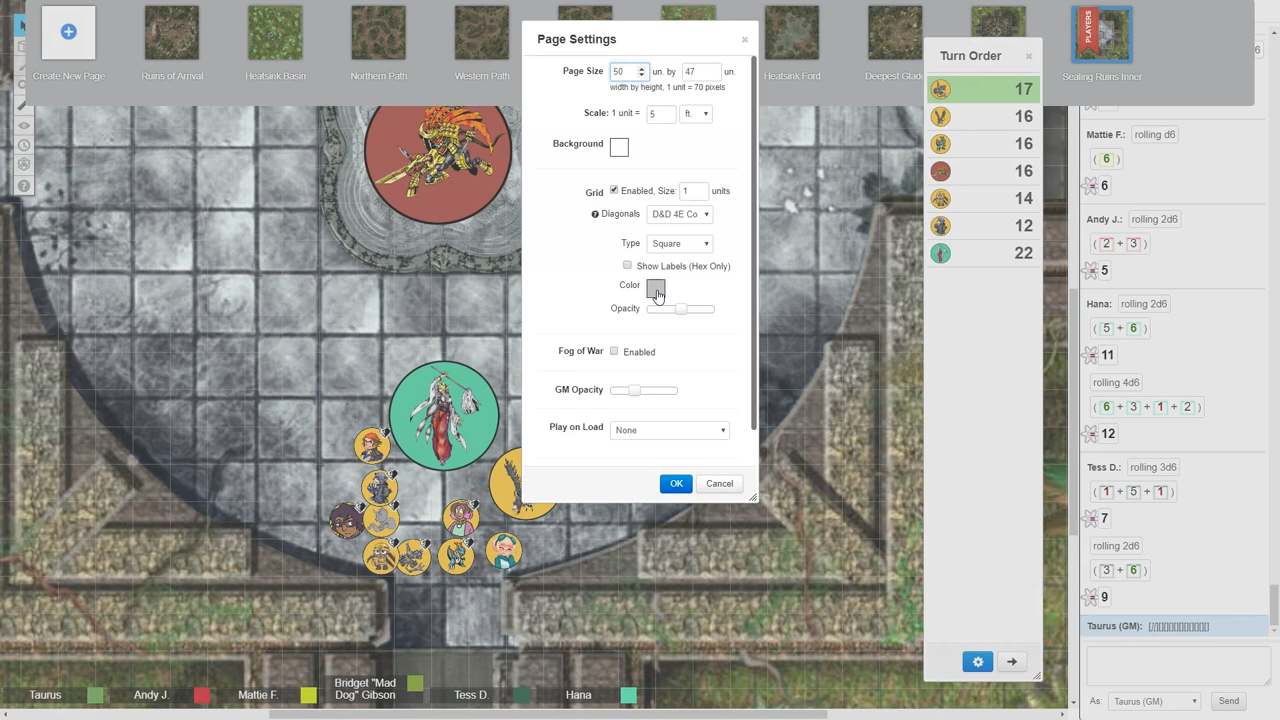 Create New Page
Ruins of Arrival
Heatsink Basin
Northern Path
Western Path
Heatsink Ford
Deepest Glade
PLAYERS
Sealing Ruins Inner
Page Settings
×
Page Size 50 un. by 47 un.
width by height, 1 unit = 70 pixels
Scale: 1 unit = 5 ft.
Background
Grid Enabled, Size: 1 units
? Diagonals D&D 4E Co
Type Square
Show Labels (Hex Only)
Color
Opacity
Fog of War Enabled
GM Opacity
Play on Load None
OK Cancel
Turn Order ×
17
16
16
16
14
12
22
Mattie F.: rolling d6
( 6 )
= 6
Andy J.: rolling 2d6
( 2 + 3 )
= 5
Hana: rolling 2d6
( 5 + 6 )
= 11
rolling 4d6
( 6 + 3 + 1 + 2 )
= 12
Tess D.: rolling 3d6
( 1 + 5 + 1 )
= 7
rolling 2d6
( 3 + 6 )
= 9
As: Taurus (GM) Send
Taurus
Andy J.
Mattie F.
Bridget "Mad
Dog" Gibson
Tess D.
Hana